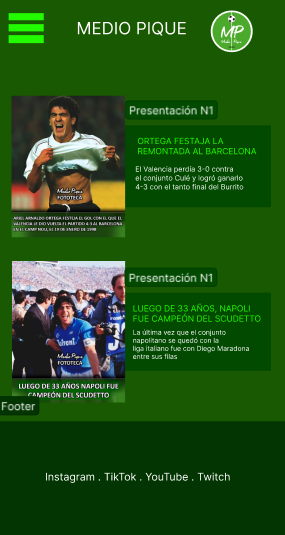 MEDIO PIQUE
MP
Medio Pique
Presentación N1
ORTEGA FESTAJA LA
REMONTADA AL BARCELONA
El Valencia perdía 3-0 contra
el conjunto Culé y logró ganarlo
4-3 con el tanto final del Burrito
Medio Pique
FOTOTECA
ARIEL ARNALDO ORTEGA FESTEJA EL GOL CON EL QUE EL
VALENCIA LE DIO VUELTA EL PARTIDO 4-3 AL BARCELONA
EN EL CAMP NOU, EL 19 DE ENERO DE 1998
Presentación N1
LUEGO DE 33 AÑOS, NAPOLI
FUE CAMPEÓN DEL SCUDETTO
La última vez que el conjunto
napolitano se quedó con la
liga italiano fue con Diego Maradona
entre sus filas
Medio Pique
FOTOTECA
LUEGO DE 33 AÑOS NAPOLI FUE
CAMPEÓN DEL SCUDETTO
Footer
Instagram . TikTok . YouTube . Twitch